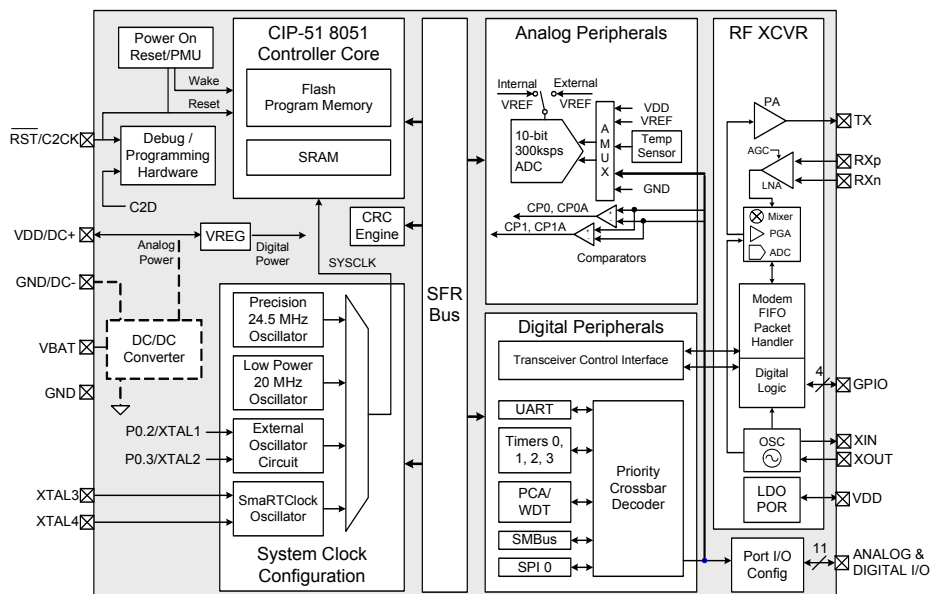 Power On
Reset/PMU
Wake
Reset
RST/C2CK
Debug /
Programming
Hardware
C2D
VDD/DC+
VREG
Analog
Power
Digital
Power
GND/DC-
DC/DC
Converter
VBAT
GND
P0.2/XTAL1
P0.3/XTAL2
XTAL3
XTAL4
CIP-51 8051
Controller Core
Flash
Program Memory
SRAM
SYSCLK
CRC
Engine
Precision
24.5 MHz
Oscillator
Low Power
20 MHz
Oscillator
External
Oscillator
Circuit
SmaRTClock
Oscillator
System Clock
Configuration
SFR
Bus
Analog Peripherals
Internal
VREF
External
VREF
10-bit
300ksps
ADC
A
M
U
X
VDD
VREF
Temp
Sensor
GND
CP0, CP0A
+
-
CP1, CP1A
+
-
Comparators
Digital Peripherals
Transceiver Control Interface
UART
Timers 0,
1, 2, 3
PCA/
WDT
SMBus
SPI 0
Priority
Crossbar
Decoder
RF XCVR
PA
AGC
LNA
Mixer
PGA
ADC
Modem
FIFO
Packet
Handler
Digital
Logic
OSC
LDO
POR
Port I/O
Config
TX
RXp
RXn
4
GPIO
XIN
XOUT
VDD
11
ANALOG &
DIGITAL I/O